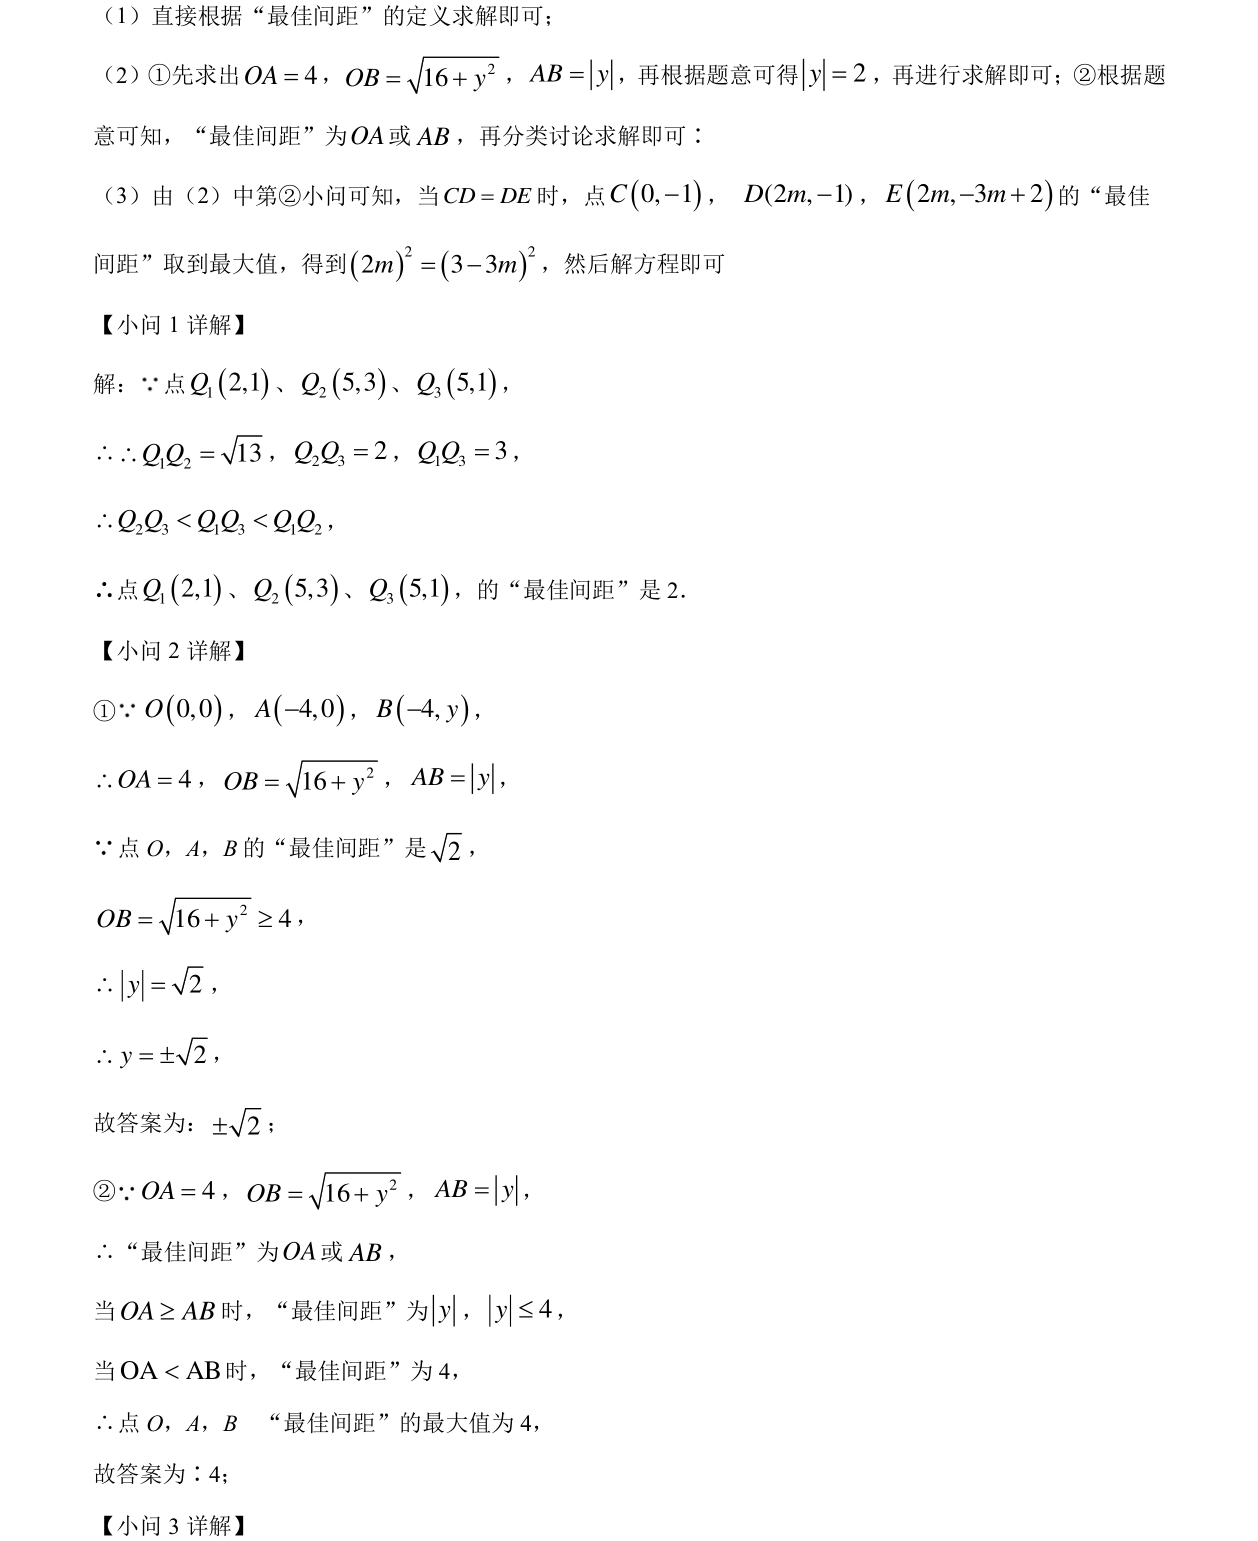 （1）直接根据“最佳间距”的定义求解即可；
（2）①先求出OA=4，OB=√(16+y²)，AB=|y|，再根据题意可得|y|=2，再进行求解即可；②根据题
意可知，“最佳间距”为OA或AB，再分类讨论求解即可：
（3）由（2）中第②小问可知，当CD=DE时，点C(0,−1)， D(2m,−1)，E(2m,−3m+2)的“最佳
间距”取到最大值，得到(2m)²=(3−3m)²，然后解方程即可
【小问 1 详解】
解：∵点Q₁(2,1)、Q₂(5,3)、Q₃(5,1)，
∴∴Q₁Q₂=√13，Q₂Q₃=2，Q₁Q₃=3，
∴Q₂Q₃<Q₁Q₃<Q₁Q₂，
∴点Q₁(2,1)、Q₂(5,3)、Q₃(5,1)，的“最佳间距”是 2．
【小问 2 详解】
①∵O(0,0)，A(−4,0)，B(−4,y)，
∴OA=4，OB=√(16+y²)，AB=|y|，
∵点 O，A，B 的“最佳间距”是√2，
OB=√(16+y²)≥4，
∴|y|=√2，
∴y=±√2，
故答案为：±√2；
②∵OA=4，OB=√(16+y²)，AB=|y|，
∴“最佳间距”为OA或AB，
当OA≥AB时，“最佳间距”为|y|，|y|≤4，
当OA<AB时，“最佳间距”为 4，
∴点 O，A，B “最佳间距”的最大值为 4，
故答案为：4；
【小问 3 详解】